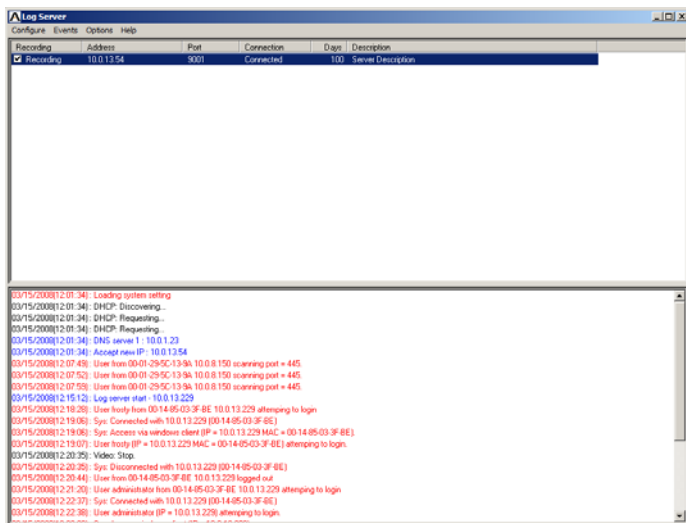 Log Server
Configure Events Options Help
Recording Address Port Connection Days Description
Recording 10.0.13.54 9001 Connected 100 Server Description
03/15/2008(12:01:34) : Loading system setting
03/15/2008(12:01:34) : DHCP: Discovering...
03/15/2008(12:01:34) : DHCP: Requesting...
03/15/2008(12:01:34) : DHCP: Requesting...
03/15/2008(12:01:34) : DNS server 1 : 10.0.1.23
03/15/2008(12:01:34) : Accept new IP : 10.0.13.54
03/15/2008(12:07:49) : User from 00-01-29-5C-13-9A 10.0.8.150 scanning port = 445.
03/15/2008(12:07:52) : User from 00-01-29-5C-13-9A 10.0.8.150 scanning port = 445.
03/15/2008(12:07:59) : User from 00-01-29-5C-13-9A 10.0.8.150 scanning port = 445.
03/15/2008(12:15:12) : Log server start - 10.0.13.229
03/15/2008(12:18:28) : User frosty from 00-14-85-03-3F-BE 10.0.13.229 attemping to login
03/15/2008(12:19:06) : Sys: Connected with 10.0.13.229 (00-14-85-03-3F-BE)
03/15/2008(12:19:06) : Sys: Access via windows client (IP = 10.0.13.229 MAC = 00-14-85-03-3F-BE).
03/15/2008(12:19:07) : User frosty (IP = 10.0.13.229 MAC = 00-14-85-03-3F-BE) attemping to login.
03/15/2008(12:20:35) : Video: Stop.
03/15/2008(12:20:35) : Sys: Disconnected with 10.0.13.229 (00-14-85-03-3F-BE)
03/15/2008(12:20:44) : User from 00-14-85-03-3F-BE 10.0.13.229 logged out
03/15/2008(12:21:20) : User administrator from 00-14-85-03-3F-BE 10.0.13.229 attemping to login
03/15/2008(12:22:37) : Sys: Connected with 10.0.13.229 (00-14-85-03-3F-BE)
03/15/2008(12:22:38) : User administrator (IP = 10.0.13.229) attemping to login.